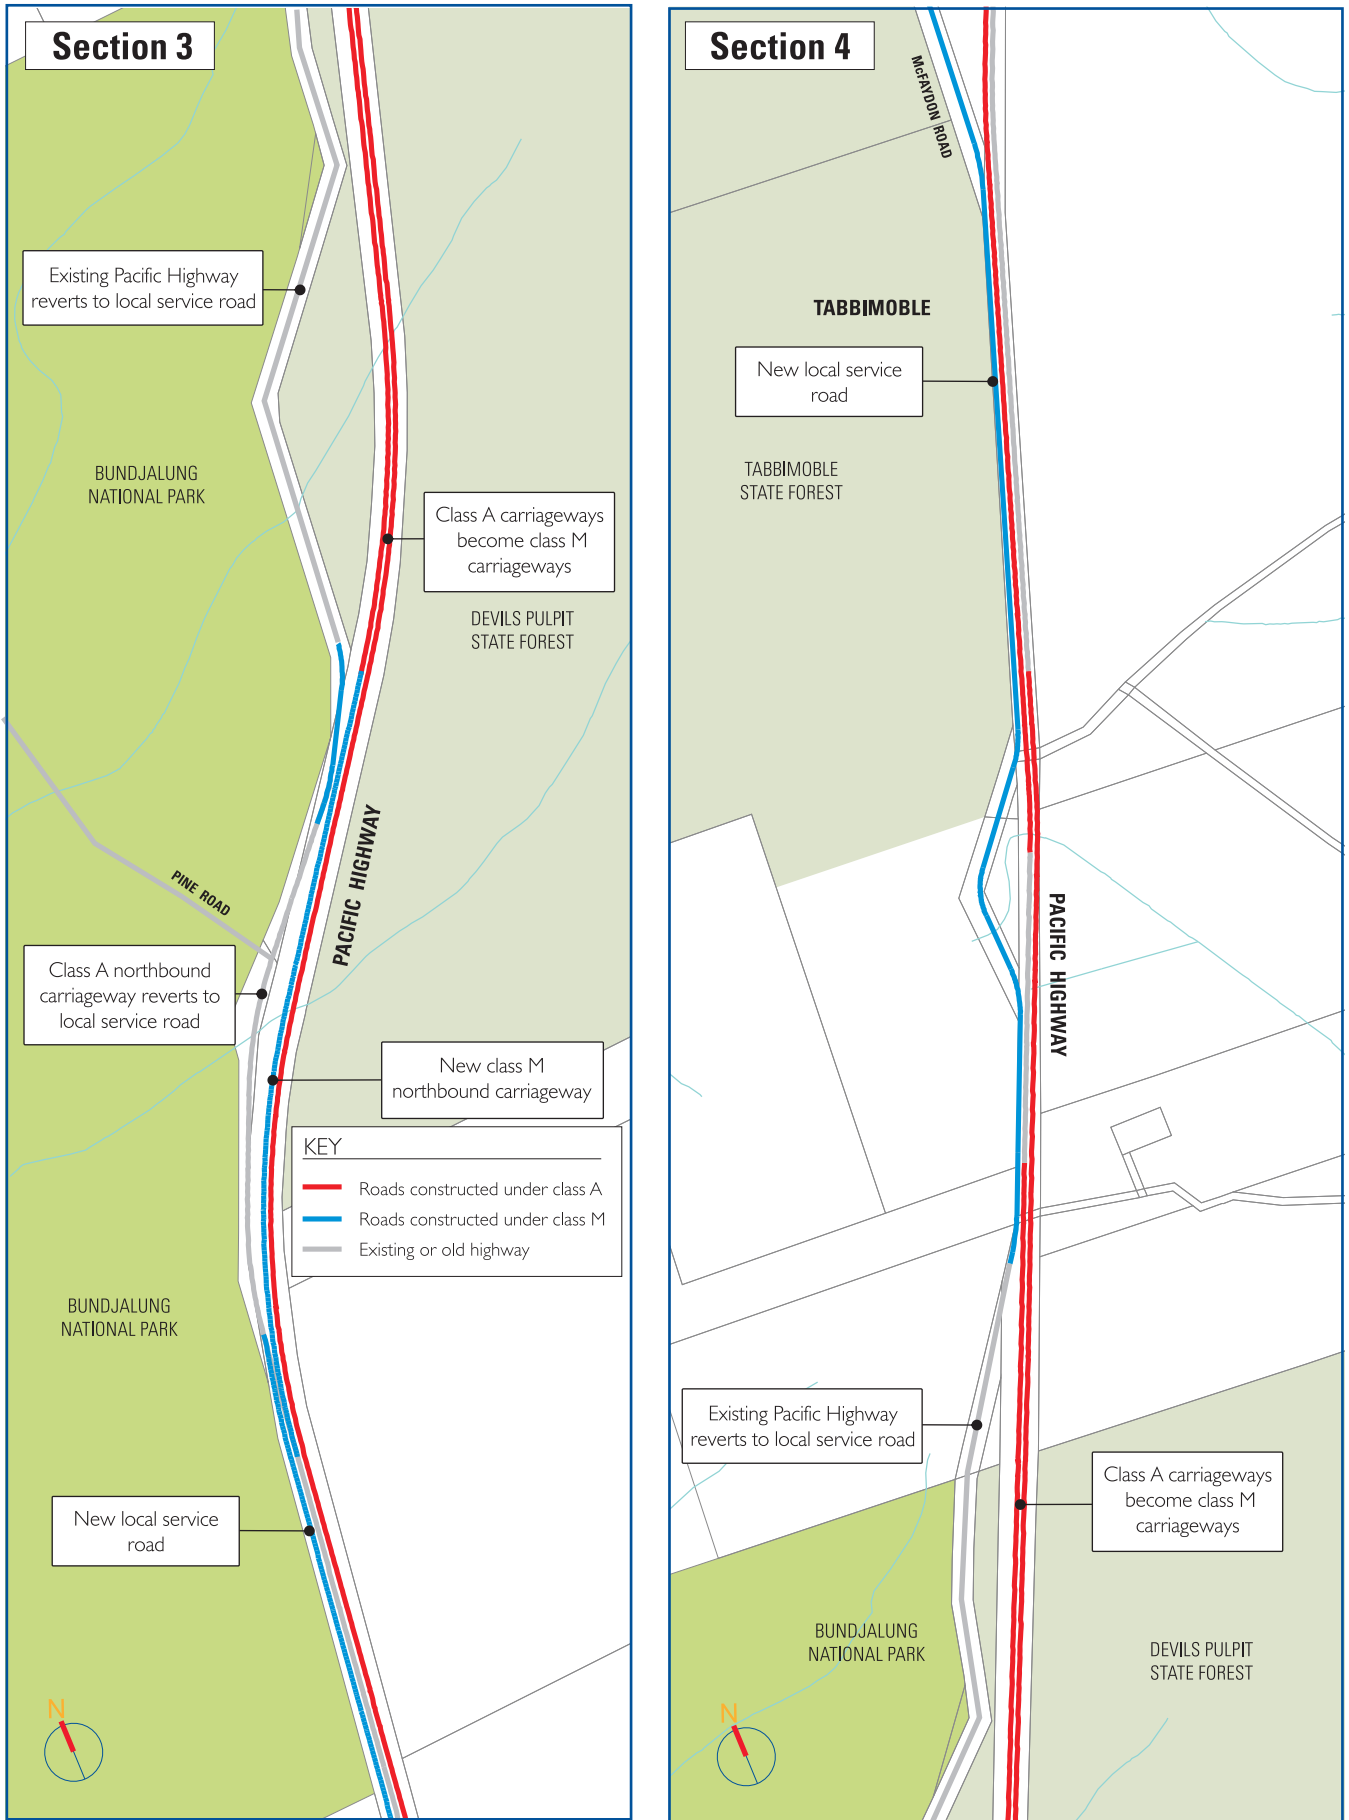 Section 3
Existing Pacific Highway
reverts to local service road
BUNDJALUNG
NATIONAL PARK
Class A carriageways
become class M
carriageways
DEVILS PULPIT
STATE FOREST
PACIFIC HIGHWAY
PINE ROAD
Class A northbound
carriageway reverts to
local service road
New class M
northbound carriageway
KEY
Roads constructed under class A
Roads constructed under class M
Existing or old highway
BUNDJALUNG
NATIONAL PARK
New local service
road
N
Section 4
McFAYDON ROAD
TABBIMOBLE
New local service
road
TABBIMOBLE
STATE FOREST
PACIFIC HIGHWAY
Existing Pacific Highway
reverts to local service road
Class A carriageways
become class M
carriageways
BUNDJALUNG
NATIONAL PARK
DEVILS PULPIT
STATE FOREST
N